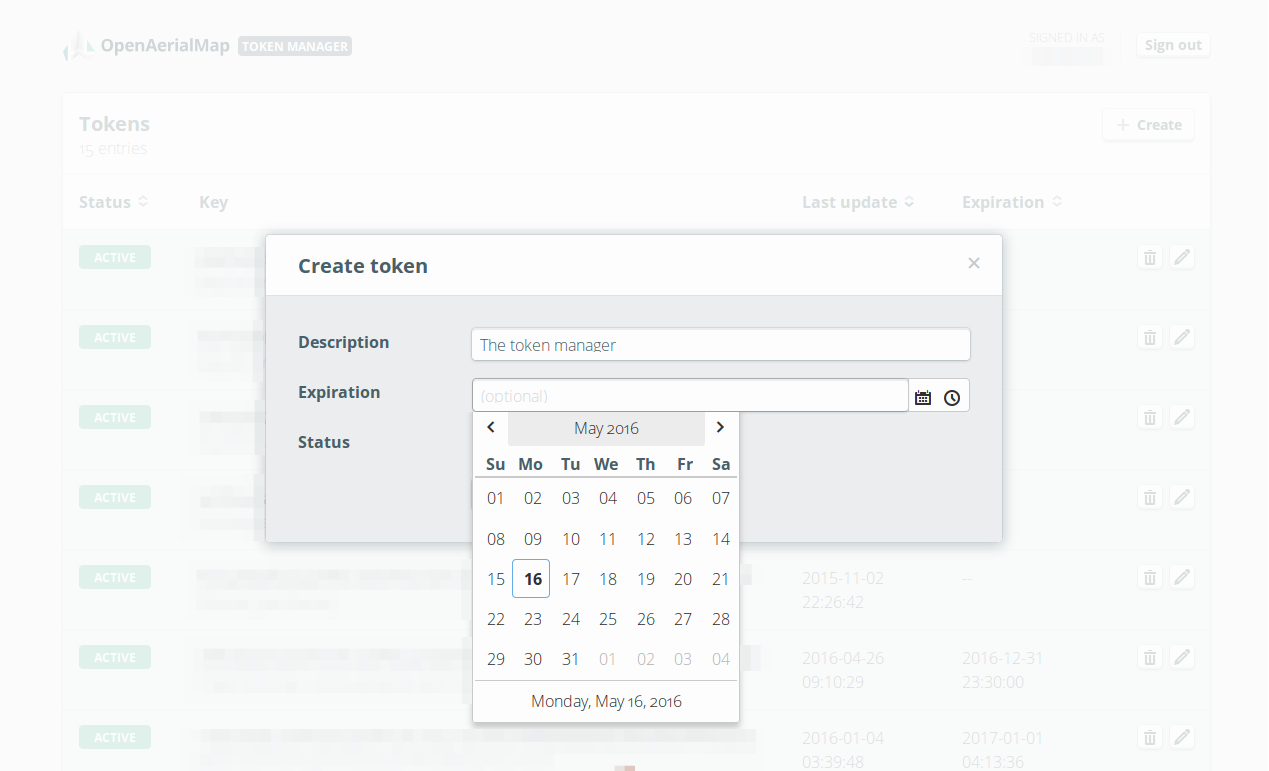 OpenAerialMap TOKEN MANAGER
SIGNED IN AS
Sign out
Tokens
15 entries
+ Create
Status Key Last update Expiration
ACTIVE
Create token
×
ACTIVE
Description The token manager
Expiration (optional)
ACTIVE
Status
May 2016
Su Mo Tu We Th Fr Sa
ACTIVE
01 02 03 04 05 06 07
08 09 10 11 12 13 14
ACTIVE
15 16 17 18 19 20 21
2015-11-02 --
22:26:42
22 23 24 25 26 27 28
ACTIVE
29 30 31 01 02 03 04
2016-04-26 2016-12-31
09:10:29 23:30:00
Monday, May 16, 2016
ACTIVE
2016-01-04 2017-01-01
03:39:48 04:13:36